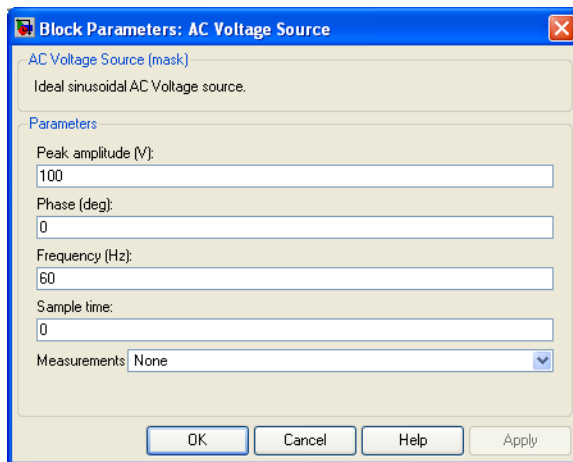 Block Parameters: AC Voltage Source
AC Voltage Source (mask)
Ideal sinusoidal AC Voltage source.
Parameters
Peak amplitude (V):
100
Phase (deg):
0
Frequency (Hz):
60
Sample time:
0
Measurements None
OK Cancel Help Apply